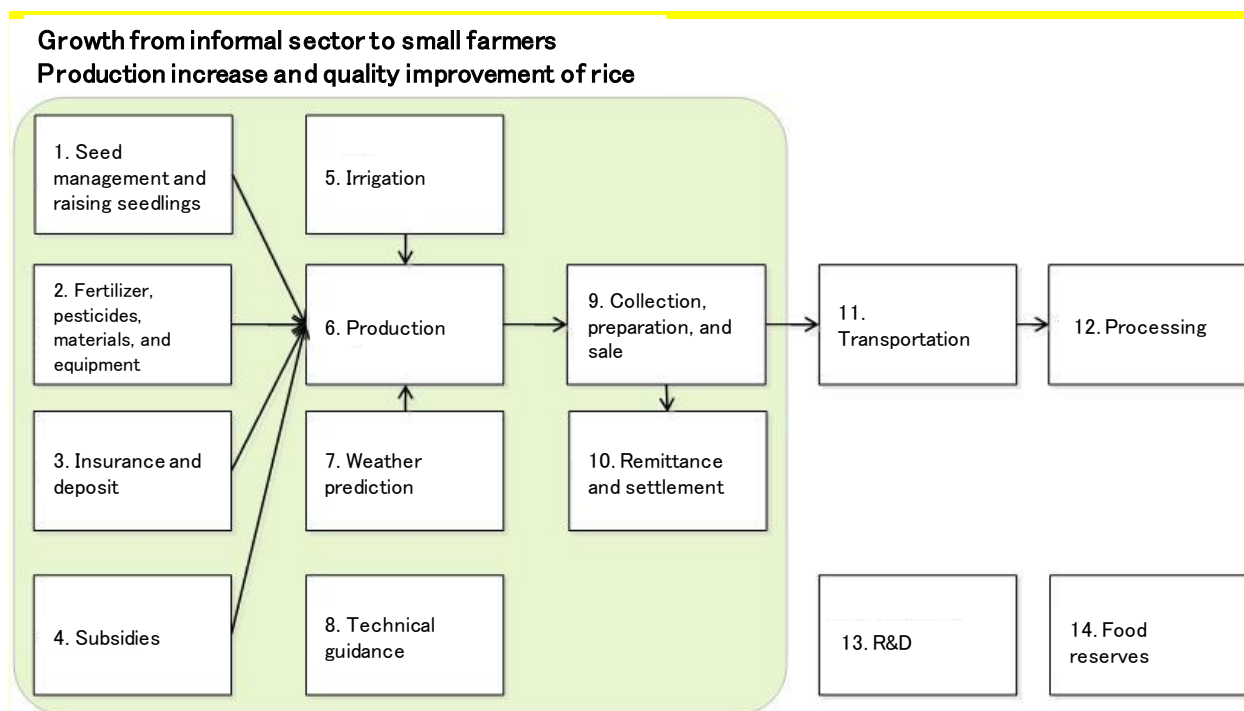 Growth from informal sector to small farmers
Production increase and quality improvement of rice
1. Seed
management and
raising seedlings
2. Fertilizer,
pesticides,
materials, and
equipment
3. Insurance and
deposit
4. Subsidies
5. Irrigation
6. Production
7. Weather
prediction
8. Technical
guidance
9. Collection,
preparation, and
sale
10. Remittance
and settlement
11.
Transportation
12. Processing
13. R&D
14. Food
reserves